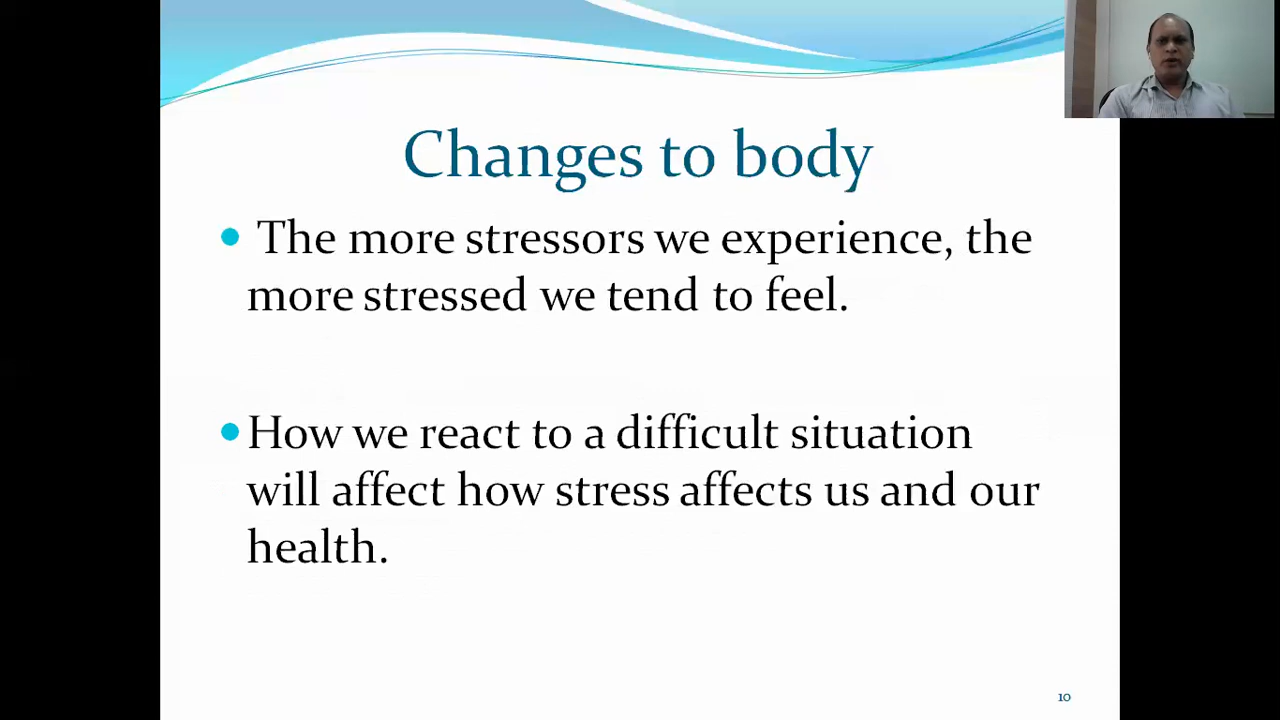 Changes to body
The more stressors we experience, the
more stressed we tend to feel.
How we react to a difficult situation
will affect how stress affects us and our
health.
10